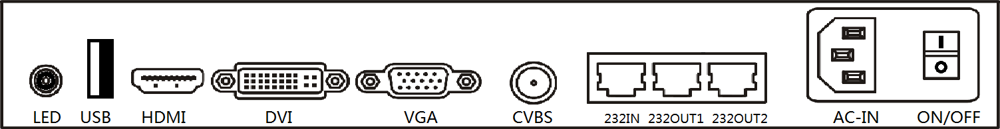 LED USB HDMI DVI VGA CVBS 232IN 232OUT1 232OUT2 AC-IN ON/OFF